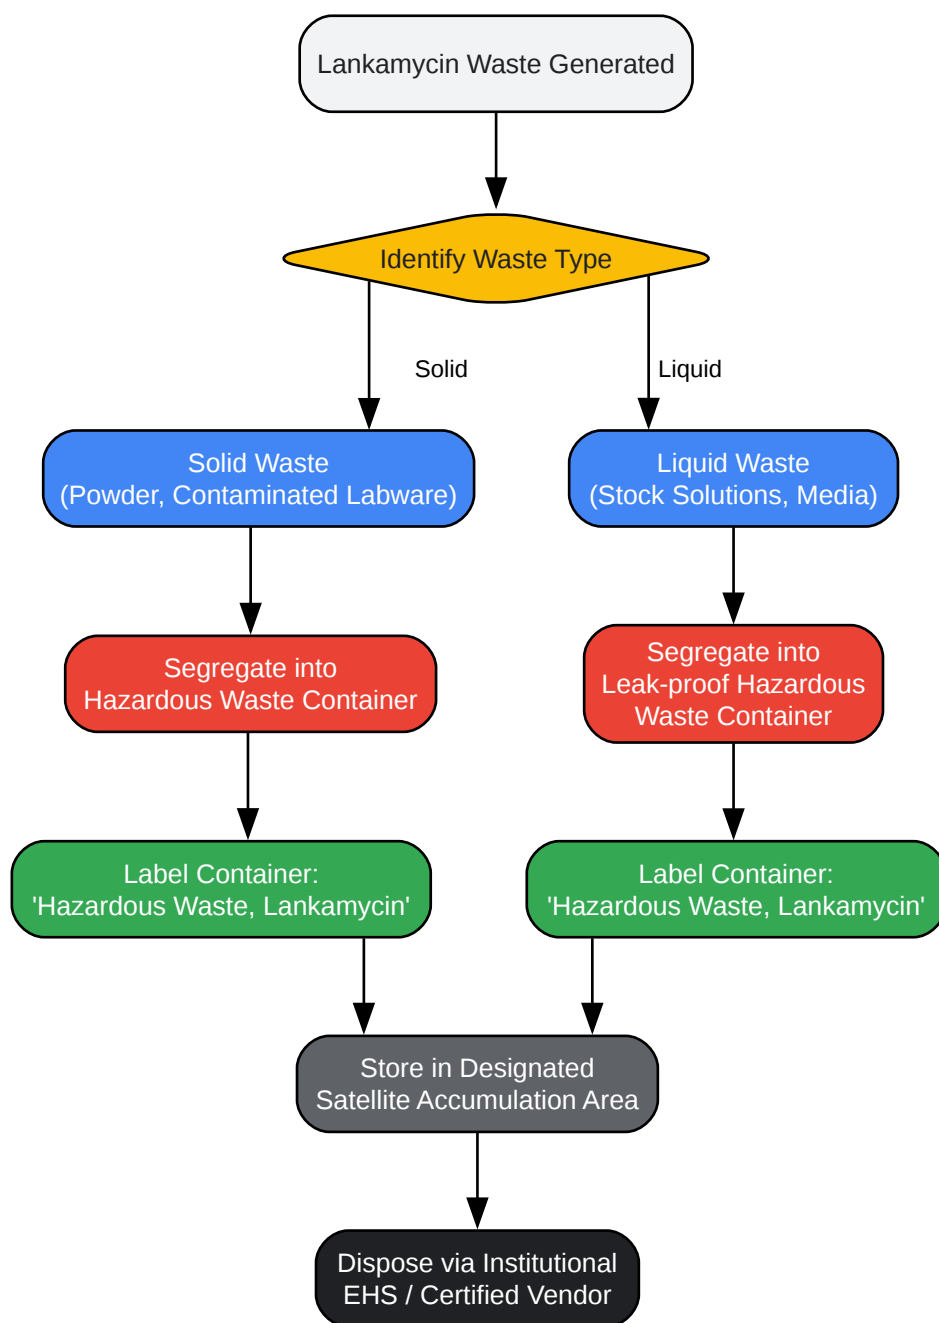 Lankamycin Waste Generated
Identify Waste Type
Solid
Liquid
Solid Waste
(Powder, Contaminated Labware)
Liquid Waste
(Stock Solutions, Media)
Segregate into
Hazardous Waste Container
Segregate into
Leak-proof Hazardous
Waste Container
Label Container:
'Hazardous Waste, Lankamycin'
Label Container:
'Hazardous Waste, Lankamycin'
Store in Designated
Satellite Accumulation Area
Dispose via Institutional
EHS / Certified Vendor